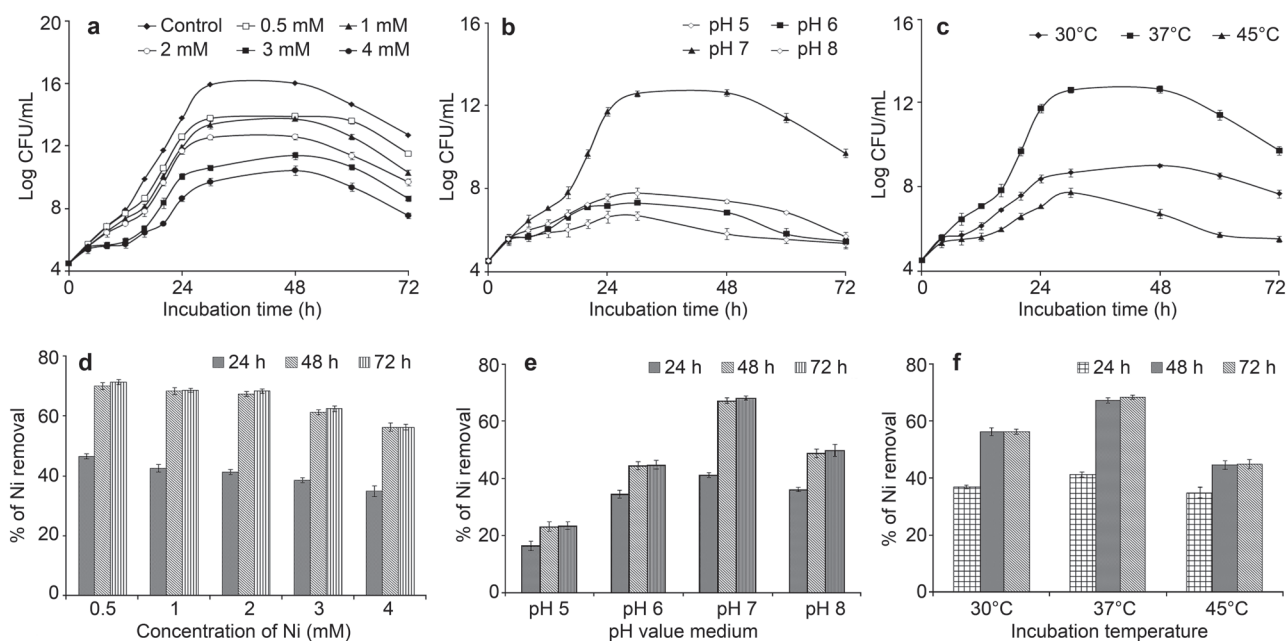 a
Control 0.5 mM 1 mM
2 mM 3 mM 4 mM
Log CFU/mL
20
16
12
8
4
0 24 48 72
Incubation time (h)
b
pH 5 pH 6
pH 7 pH 8
Log CFU/mL
20
16
12
8
4
0 24 48 72
Incubation time (h)
c
30°C 37°C 45°C
Log CFU/mL
16
12
8
4
0 24 48 72
Incubation time (h)
d
24 h 48 h 72 h
% of Ni removal
80
60
40
20
0
0.5 1 2 3 4
Concentration of Ni (mM)
e
24 h 48 h 72 h
% of Ni removal
80
60
40
20
0
pH 5 pH 6 pH 7 pH 8
pH value medium
f
24 h 48 h 72 h
% of Ni removal
80
60
40
20
0
30°C 37°C 45°C
Incubation temperature